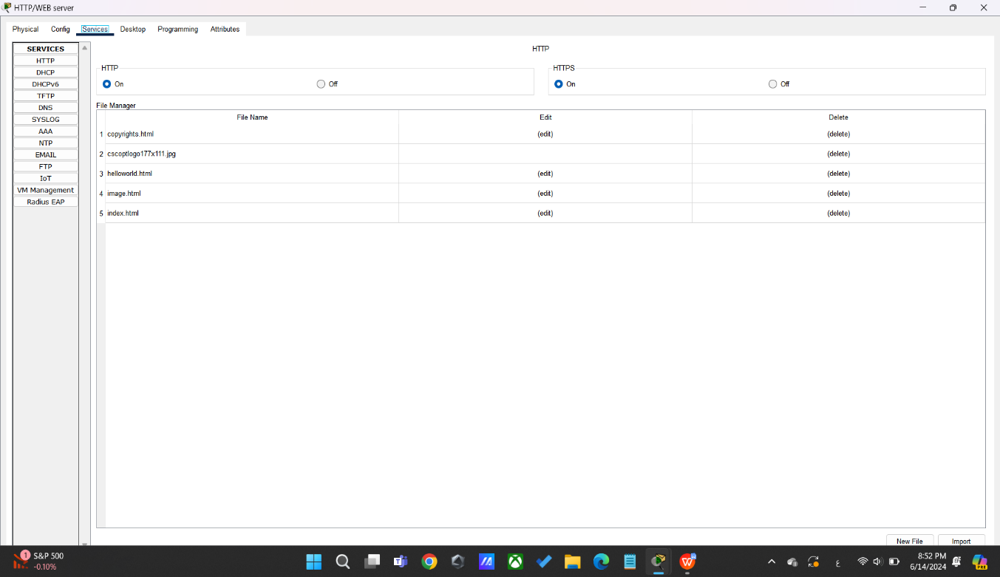 HTTP/WEB server
Physical Config Services Desktop Programming Attributes
SERVICES
HTTP
DHCP
DHCPv6
TFTP
DNS
SYSLOG
AAA
NTP
EMAIL
FTP
IoT
VM Management
Radius EAP
HTTP
HTTP
On Off
HTTPS
On Off
File Manager
File Name Edit Delete
1 copyrights.html (edit) (delete)
2 cscoptlogo177x111.jpg (delete)
3 helloworld.html (edit) (delete)
4 image.html (edit) (delete)
5 index.html (edit) (delete)
New File Import
1 S&P 500
-0.10%
ع
8:52 PM
6/14/2024
PRE